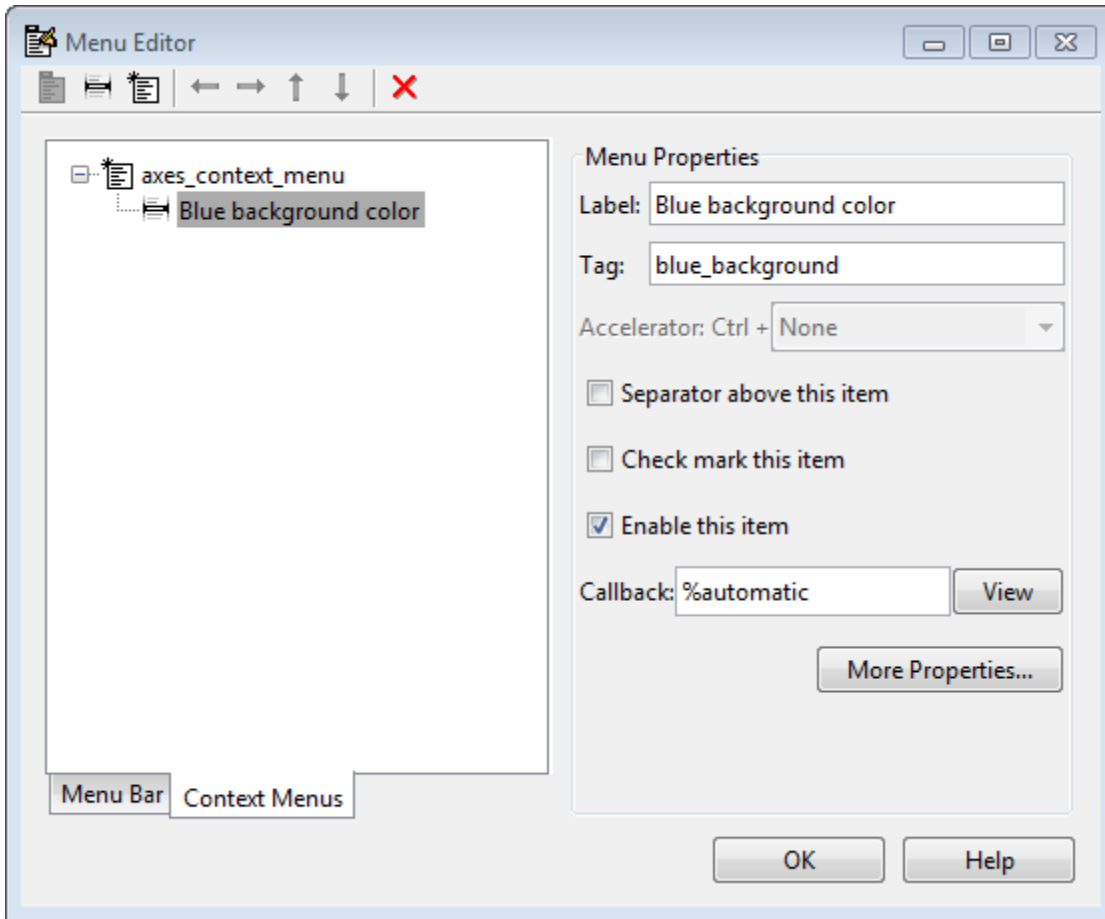 Menu Editor
axes_context_menu
Blue background color
Menu Bar
Context Menus
Menu Properties
Label: Blue background color
Tag: blue_background
Accelerator: Ctrl + None
Separator above this item
Check mark this item
Enable this item
Callback: %automatic View
More Properties...
OK Help